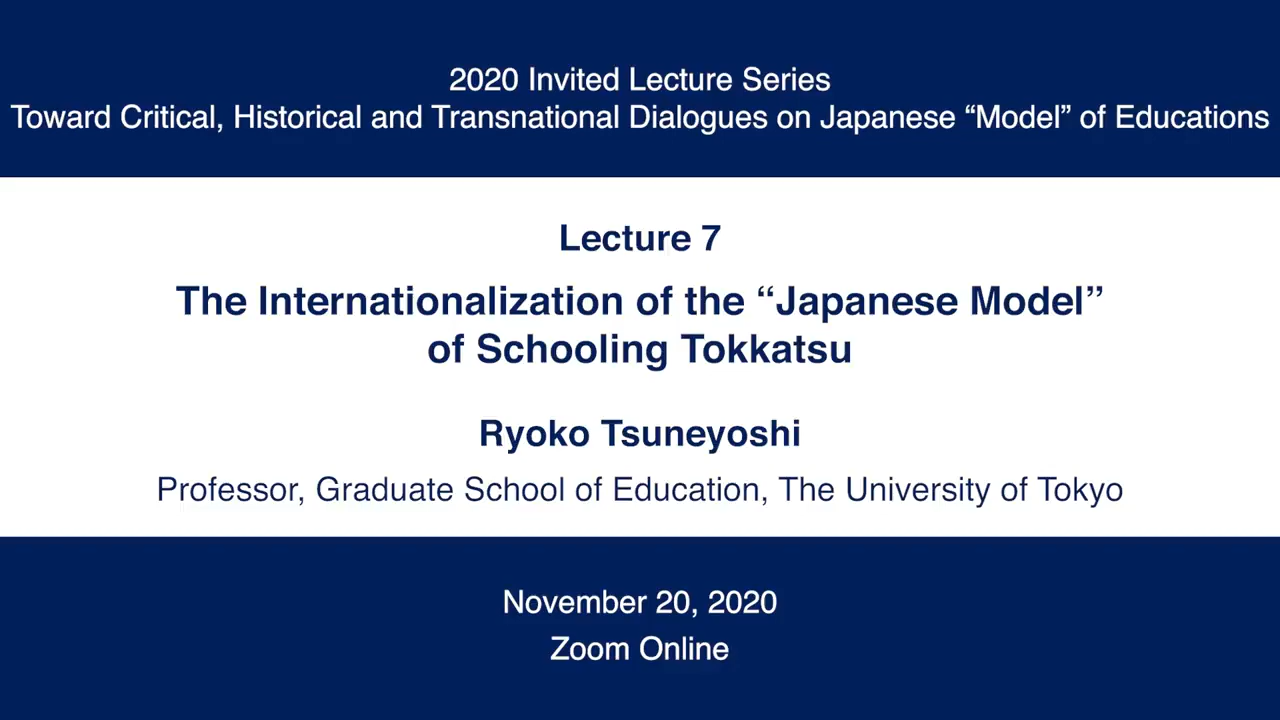 2020 Invited Lecture Series
Toward Critical, Historical and Transnational Dialogues on Japanese “Model” of Educations
Lecture 7
The Internationalization of the “Japanese Model”
of Schooling Tokkatsu
Ryoko Tsuneyoshi
Professor, Graduate School of Education, The University of Tokyo
November 20, 2020
Zoom Online